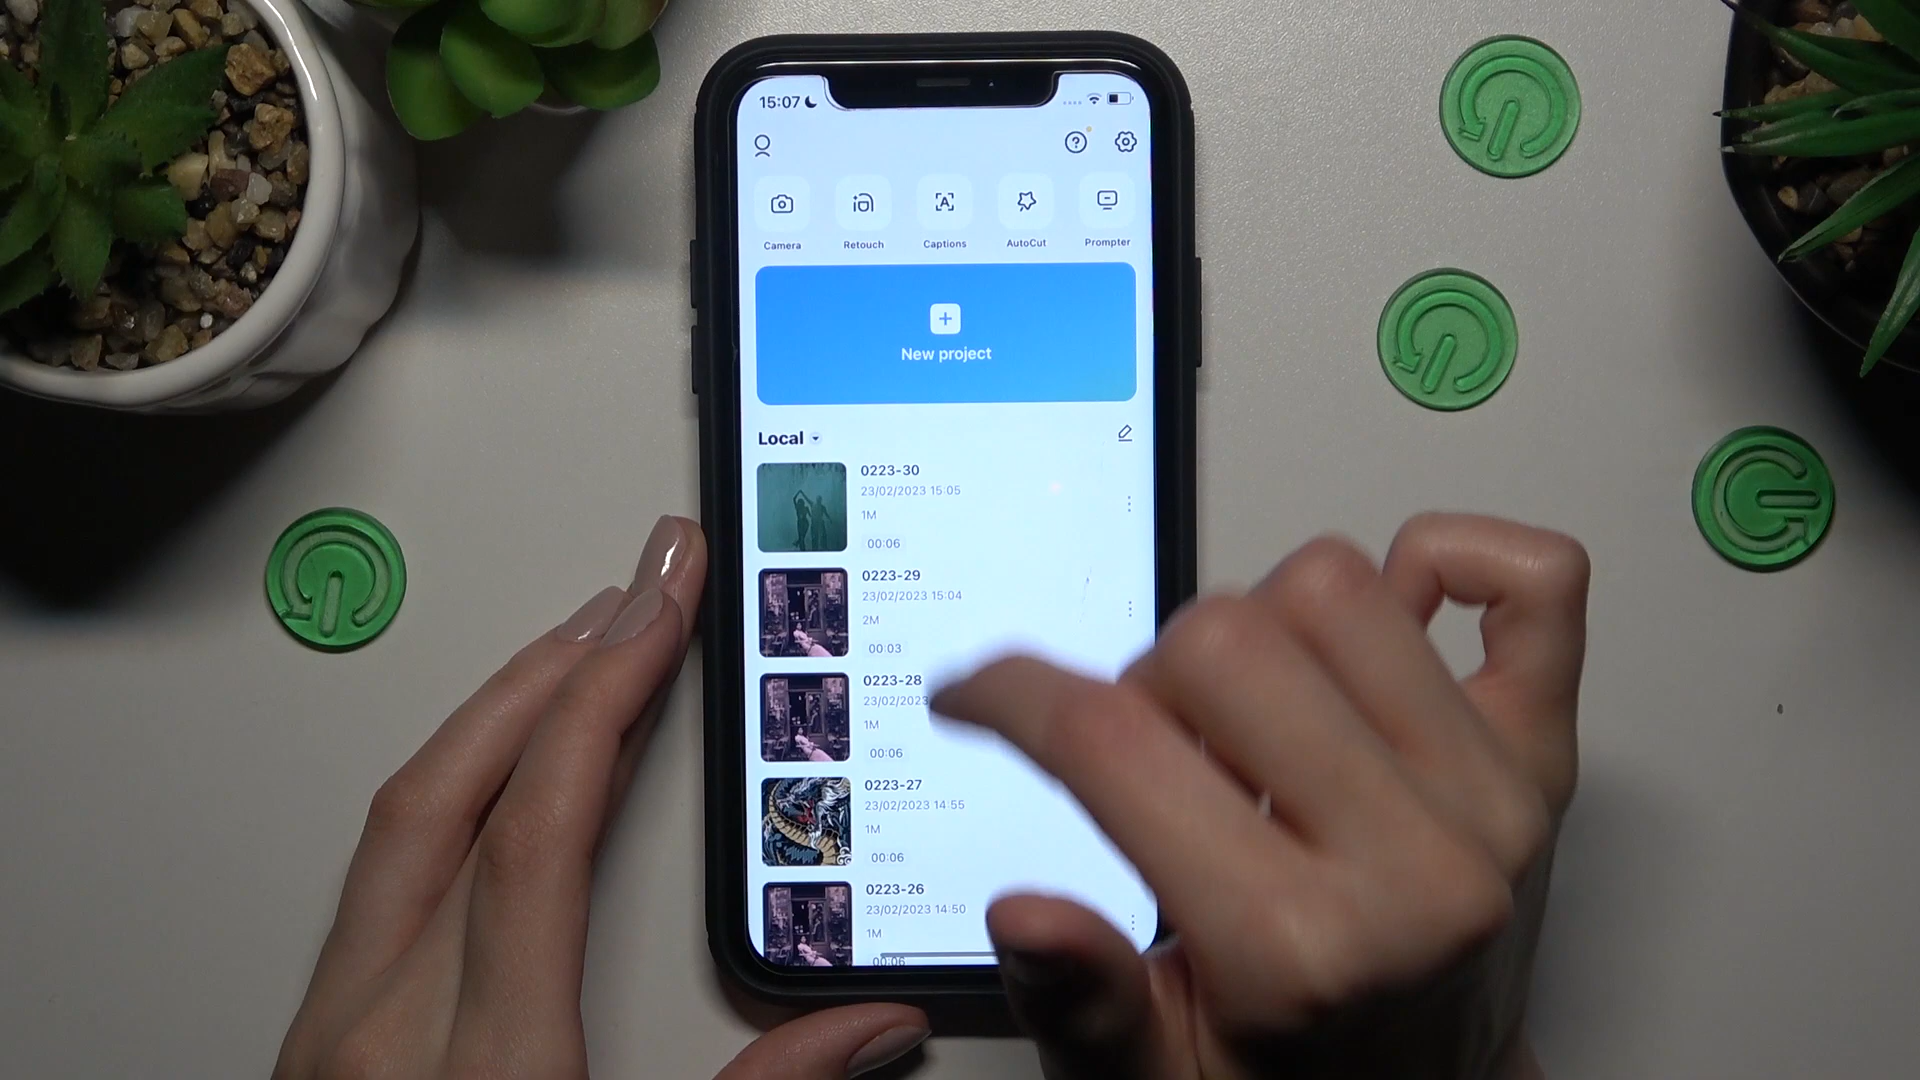 15:07
Camera
Retouch
Captions
AutoCut
Prompter
New project
Local
0223-30
23/02/2023 15:05
1M
00:06
0223-29
23/02/2023 15:04
2M
00:03
0223-28
23/02/2023
1M
00:06
0223-27
23/02/2023 14:55
1M
00:06
0223-26
23/02/2023 14:50
1M
00:06